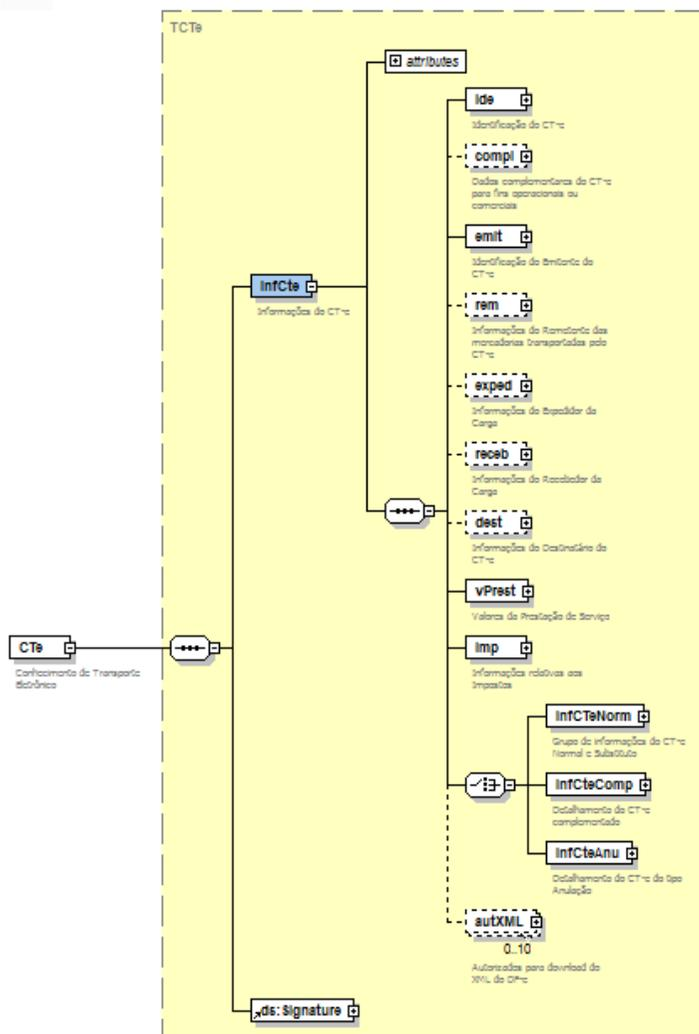 TCTe
attributes
ide
Identificação do CT-e
compl
Dados complementares do CT-e
para fins operacionais ou
comerciais
emit
Identificação do Emitente do
CT-e
infCte
Informações do CT-e
rem
Informações do Remetente das
mercadorias transportadas pelo
CT-e
exped
Informações do Expedidor da
Carga
receb
Informações do Recebedor da
Carga
dest
Informações do Destinatário do
CT-e
vPrest
Valores da Prestação de Serviço
CTe
Conhecimento de Transporte
Eletrônico
imp
Informações relativas aos
Impostos
infCTeNorm
Grupo de informações do CT-e
Normal e Substituto
infCteComp
Detalhamento do CT-e
complementado
infCteAnu
Detalhamento do CT-e do tipo
Anulação
autXML
0..10
Autorizados para download do
XML do DF-e
ds:Signature